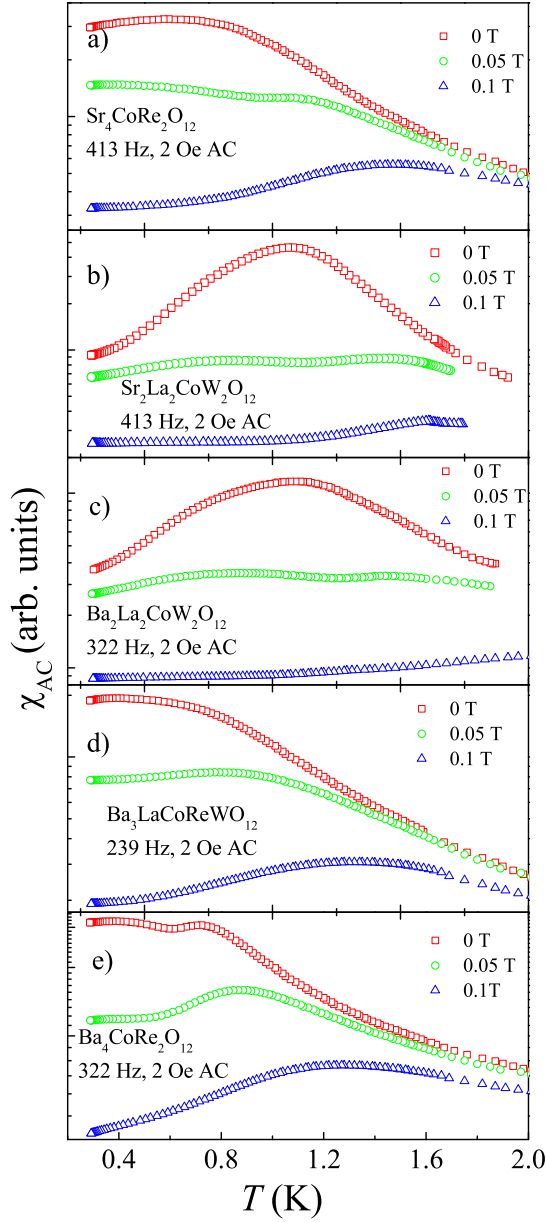 a)
0 T
0.05 T
0.1 T
Sr₄CoRe₂O₁₂
413 Hz, 2 Oe AC
b)
0 T
0.05 T
0.1 T
Sr₂La₂CoW₂O₁₂
413 Hz, 2 Oe AC
c)
0 T
0.05 T
0.1 T
Ba₂La₂CoW₂O₁₂
322 Hz, 2 Oe AC
χ_AC (arb. units)
d)
0 T
0.05 T
0.1 T
Ba₃LaCoReWO₁₂
239 Hz, 2 Oe AC
e)
0 T
0.05 T
0.1T
Ba₄CoRe₂O₁₂
322 Hz, 2 Oe AC
0.4 0.8 1.2 1.6 2.0
T (K)